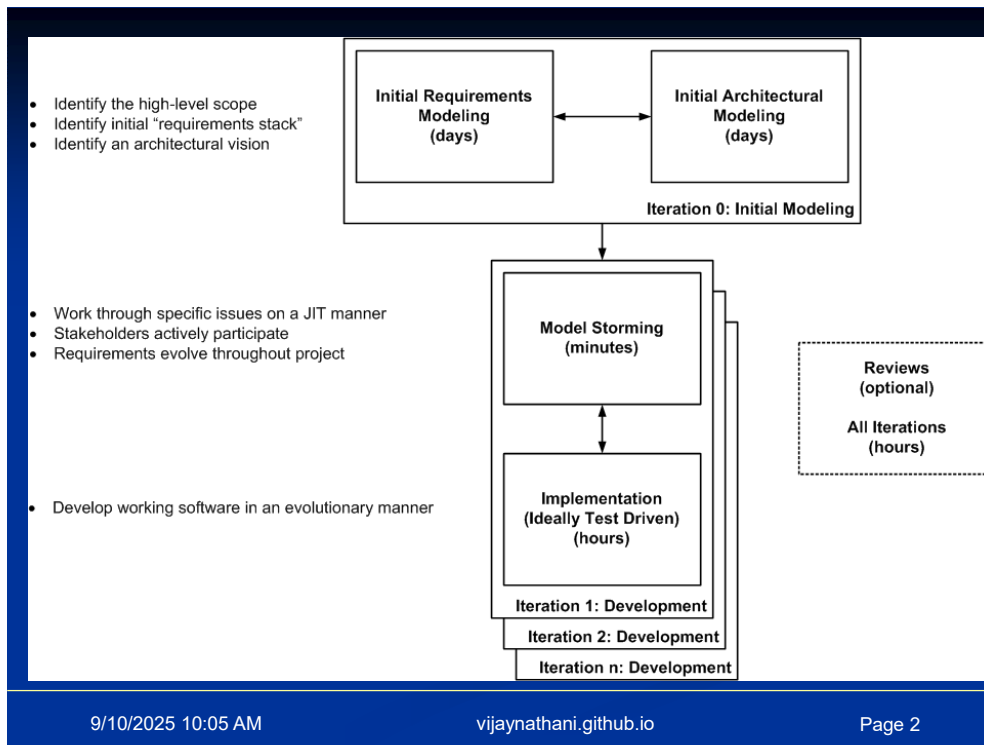 Initial Requirements
Modeling
(days)
Initial Architectural
Modeling
(days)
Iteration 0: Initial Modeling
• Identify the high-level scope
• Identify initial “requirements stack”
• Identify an architectural vision
• Work through specific issues on a JIT manner
• Stakeholders actively participate
• Requirements evolve throughout project
Model Storming
(minutes)
Reviews
(optional)
All Iterations
(hours)
• Develop working software in an evolutionary manner
Implementation
(Ideally Test Driven)
(hours)
Iteration 1: Development
Iteration 2: Development
Iteration n: Development
9/10/2025 10:05 AM
vijaynathani.github.io
Page 2